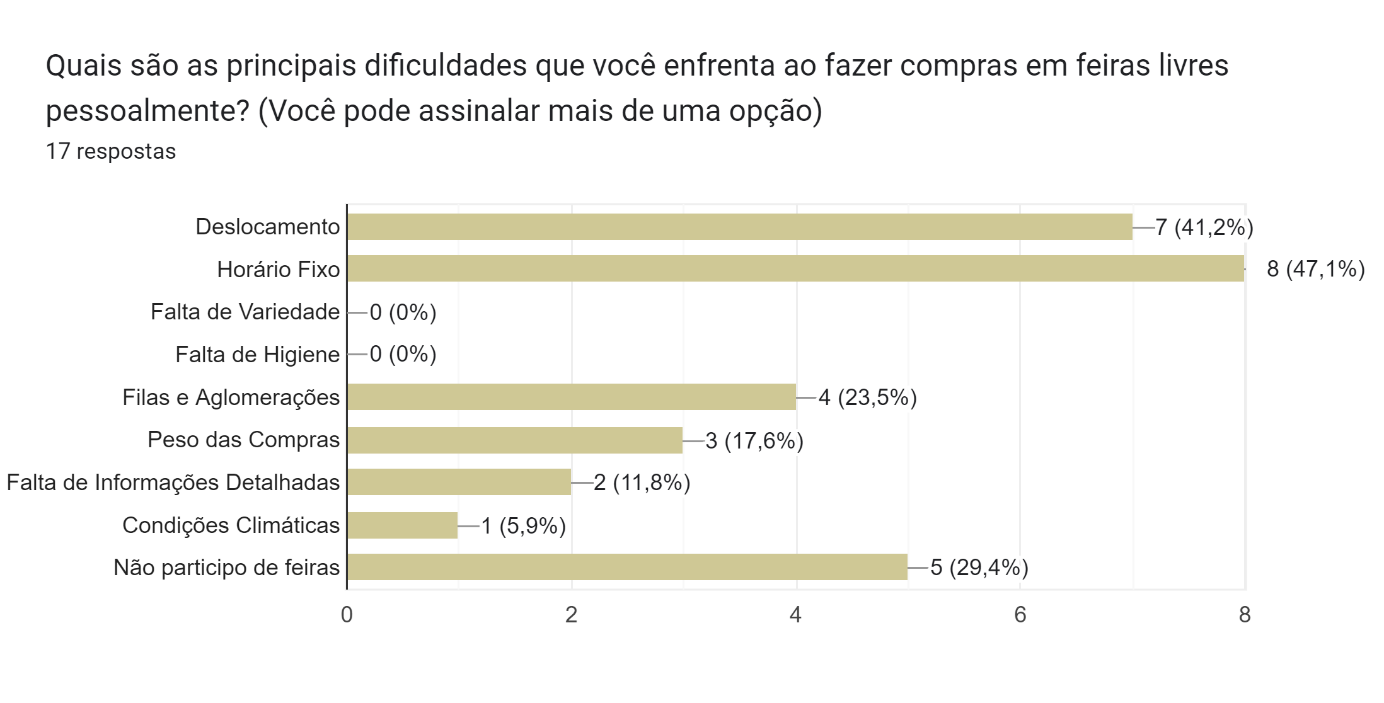 Quais são as principais dificuldades que você enfrenta ao fazer compras em feiras livres
pessoalmente? (Você pode assinalar mais de uma opção)
17 respostas
Deslocamento 7 (41,2%)
Horário Fixo 8 (47,1%)
Falta de Variedade 0 (0%)
Falta de Higiene 0 (0%)
Filas e Aglomerações 4 (23,5%)
Peso das Compras 3 (17,6%)
Falta de Informações Detalhadas 2 (11,8%)
Condições Climáticas 1 (5,9%)
Não participo de feiras 5 (29,4%)
0 2 4 6 8